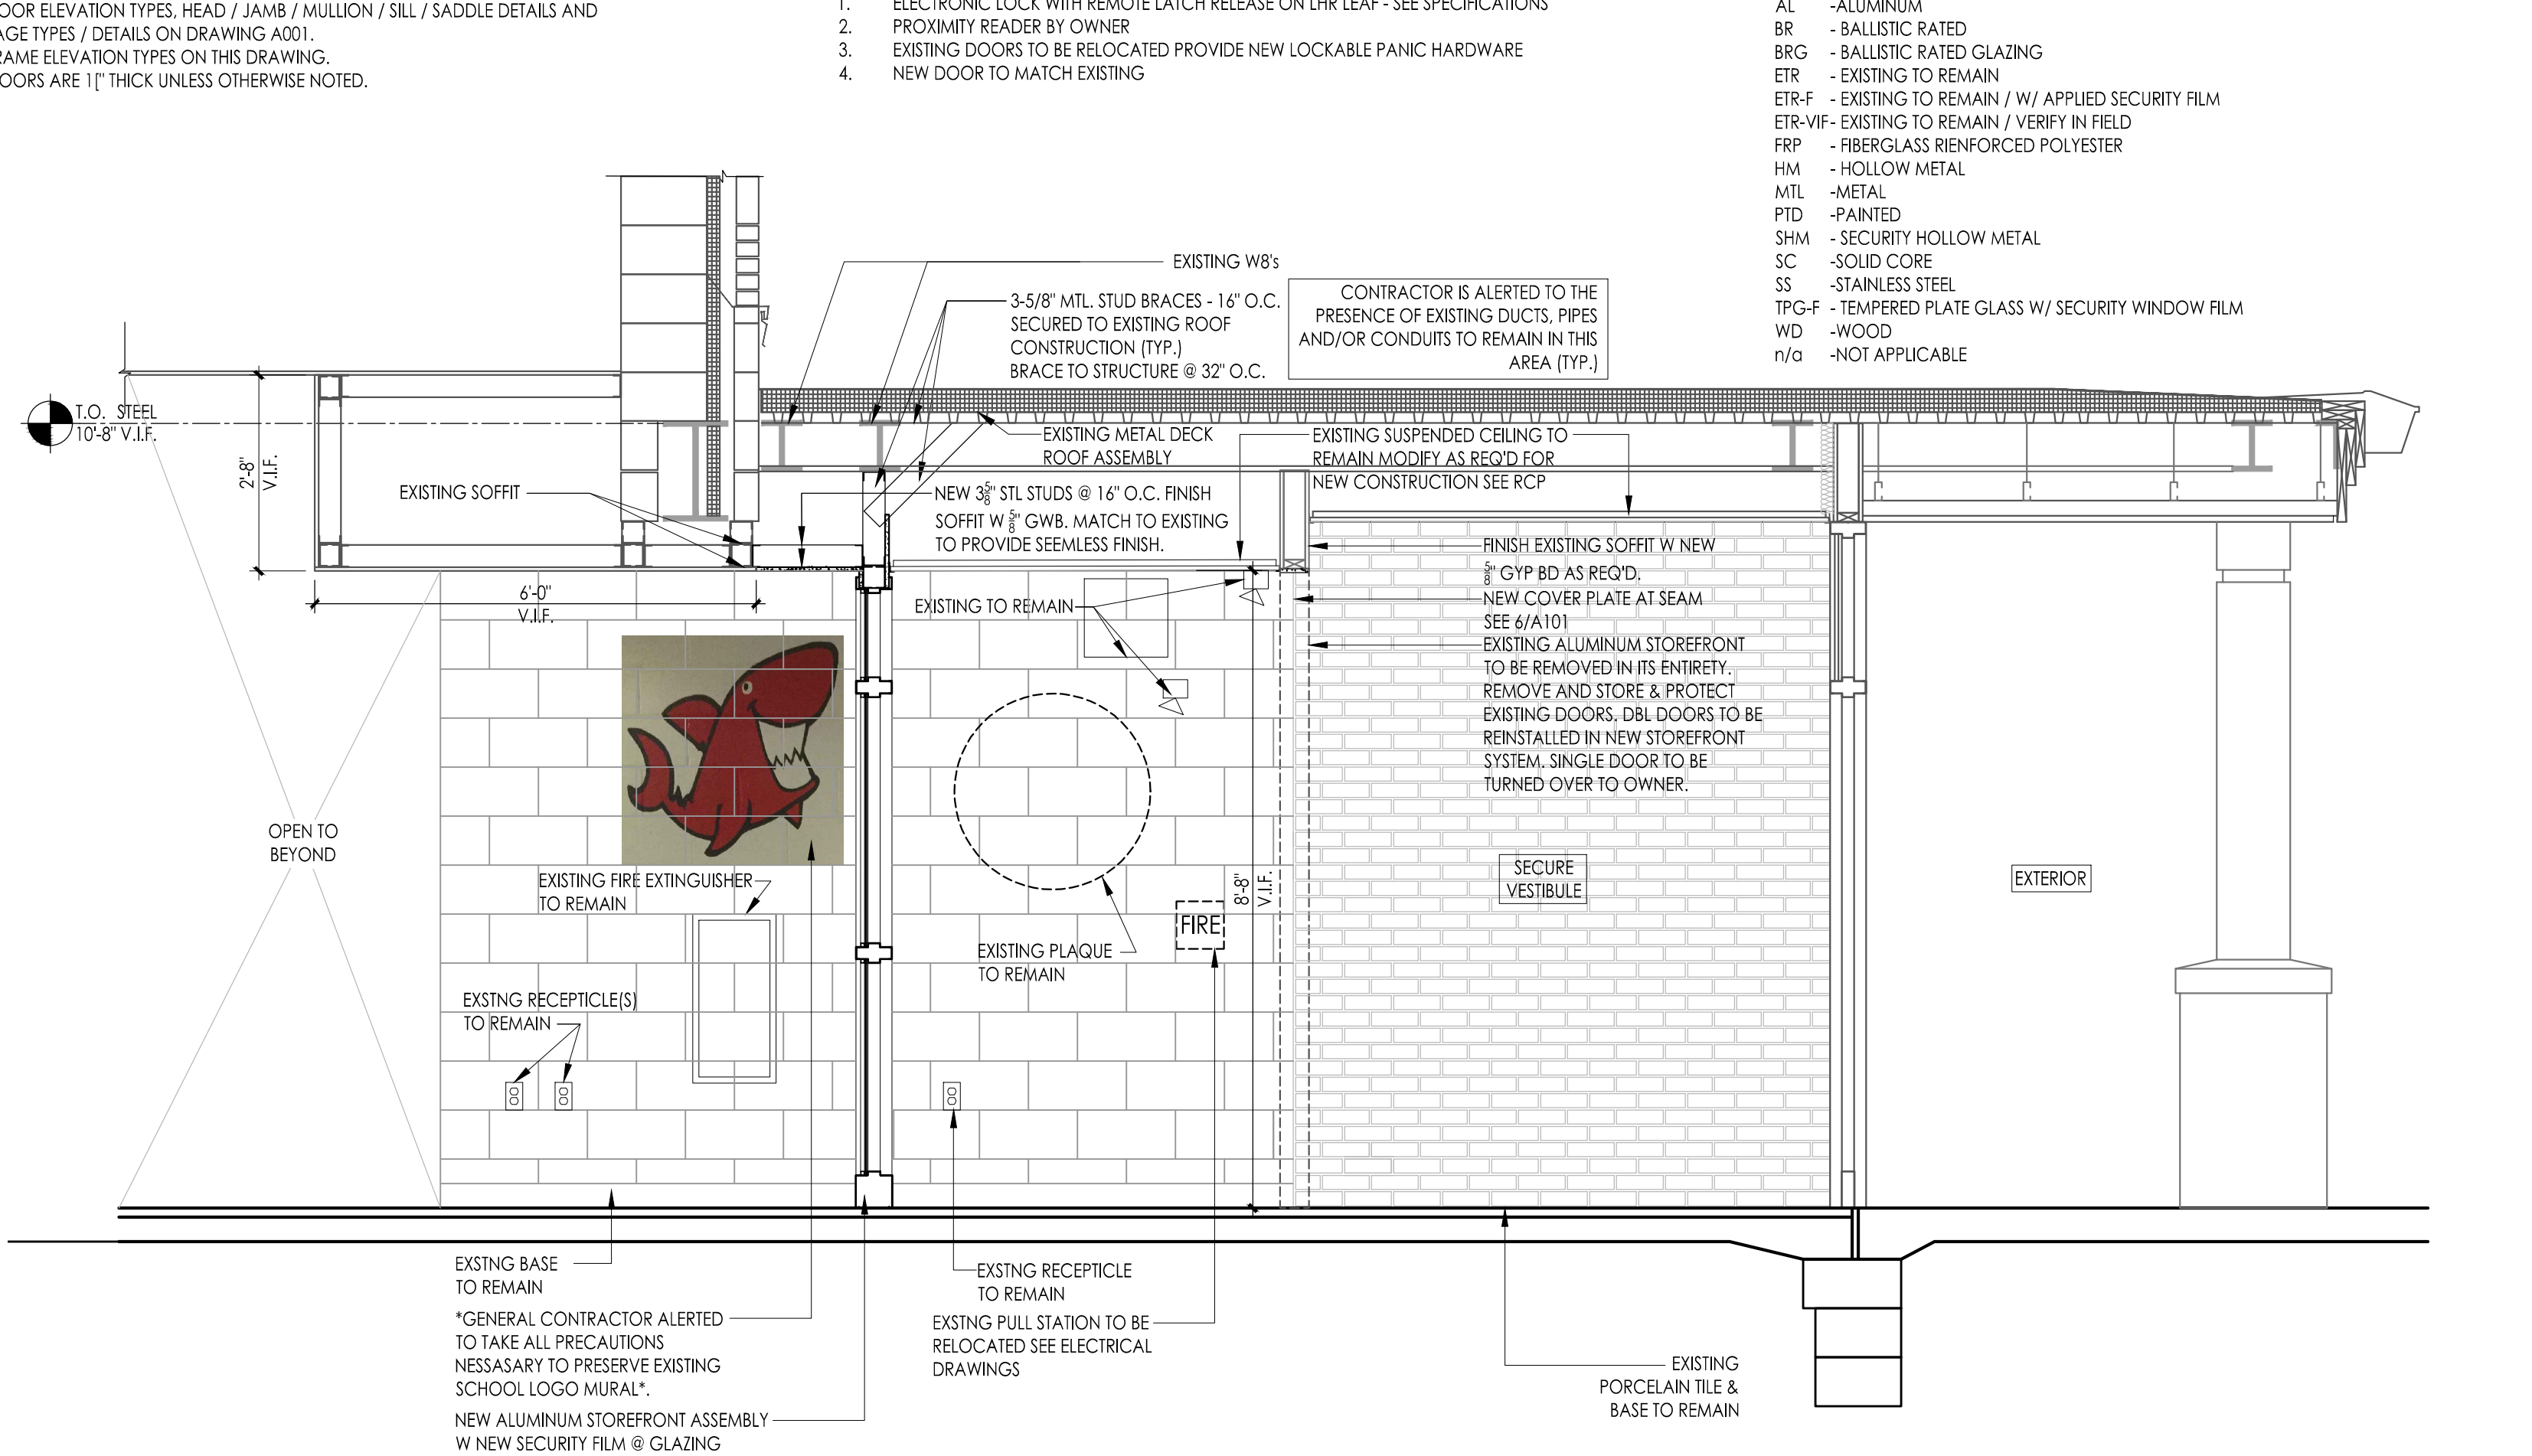 OOR ELEVATION TYPES, HEAD / JAMB / MULLION / SILL / SADDLE DETAILS AND
AGE TYPES / DETAILS ON DRAWING A001.
RAME ELEVATION TYPES ON THIS DRAWING.
OORS ARE 1[" THICK UNLESS OTHERWISE NOTED.
1. ELECTRONIC LOCK WITH REMOTE LATCH RELEASE ON LHR LEAF - SEE SPECIFICATIONS
2. PROXIMITY READER BY OWNER
3. EXISTING DOORS TO BE RELOCATED PROVIDE NEW LOCKABLE PANIC HARDWARE
4. NEW DOOR TO MATCH EXISTING
AL -ALUMINUM
BR - BALLISTIC RATED
BRG - BALLISTIC RATED GLAZING
ETR - EXISTING TO REMAIN
ETR-F - EXISTING TO REMAIN / W/ APPLIED SECURITY FILM
ETR-VIF- EXISTING TO REMAIN / VERIFY IN FIELD
FRP - FIBERGLASS RIENFORCED POLYESTER
HM - HOLLOW METAL
MTL -METAL
PTD -PAINTED
SHM - SECURITY HOLLOW METAL
SC -SOLID CORE
SS -STAINLESS STEEL
TPG-F - TEMPERED PLATE GLASS W/ SECURITY WINDOW FILM
WD -WOOD
n/a -NOT APPLICABLE
EXISTING W8's
3-5/8" MTL. STUD BRACES - 16" O.C.
SECURED TO EXISTING ROOF
CONSTRUCTION (TYP.)
BRACE TO STRUCTURE @ 32" O.C.
CONTRACTOR IS ALERTED TO THE
PRESENCE OF EXISTING DUCTS, PIPES
AND/OR CONDUITS TO REMAIN IN THIS
AREA (TYP.)
T.O. STEEL
10'-8" V.I.F.
2'-8"
V.I.F.
EXISTING SOFFIT
EXISTING METAL DECK
ROOF ASSEMBLY
EXISTING SUSPENDED CEILING TO
REMAIN MODIFY AS REQ'D FOR
NEW CONSTRUCTION SEE RCP
NEW 3⅝" STL STUDS @ 16" O.C. FINISH
SOFFIT W ⅝" GWB. MATCH TO EXISTING
TO PROVIDE SEEMLESS FINISH.
FINISH EXISTING SOFFIT W NEW
⅝" GYP BD AS REQ'D.
NEW COVER PLATE AT SEAM
SEE 6/A101
EXISTING ALUMINUM STOREFRONT
TO BE REMOVED IN ITS ENTIRETY.
REMOVE AND STORE & PROTECT
EXISTING DOORS. DBL DOORS TO BE
REINSTALLED IN NEW STOREFRONT
SYSTEM. SINGLE DOOR TO BE
TURNED OVER TO OWNER.
6'-0"
V.I.F.
EXISTING TO REMAIN
OPEN TO
BEYOND
EXISTING FIRE EXTINGUISHER
TO REMAIN
8'-8"
V.I.F.
SECURE
VESTIBULE
EXTERIOR
FIRE
EXISTING PLAQUE
TO REMAIN
EXSTNG RECEPTICLE(S)
TO REMAIN
EXSTNG BASE
TO REMAIN
*GENERAL CONTRACTOR ALERTED
TO TAKE ALL PRECAUTIONS
NESSASARY TO PRESERVE EXISTING
SCHOOL LOGO MURAL*.
NEW ALUMINUM STOREFRONT ASSEMBLY
W NEW SECURITY FILM @ GLAZING
EXSTNG RECEPTICLE
TO REMAIN
EXSTNG PULL STATION TO BE
RELOCATED SEE ELECTRICAL
DRAWINGS
EXISTING
PORCELAIN TILE &
BASE TO REMAIN